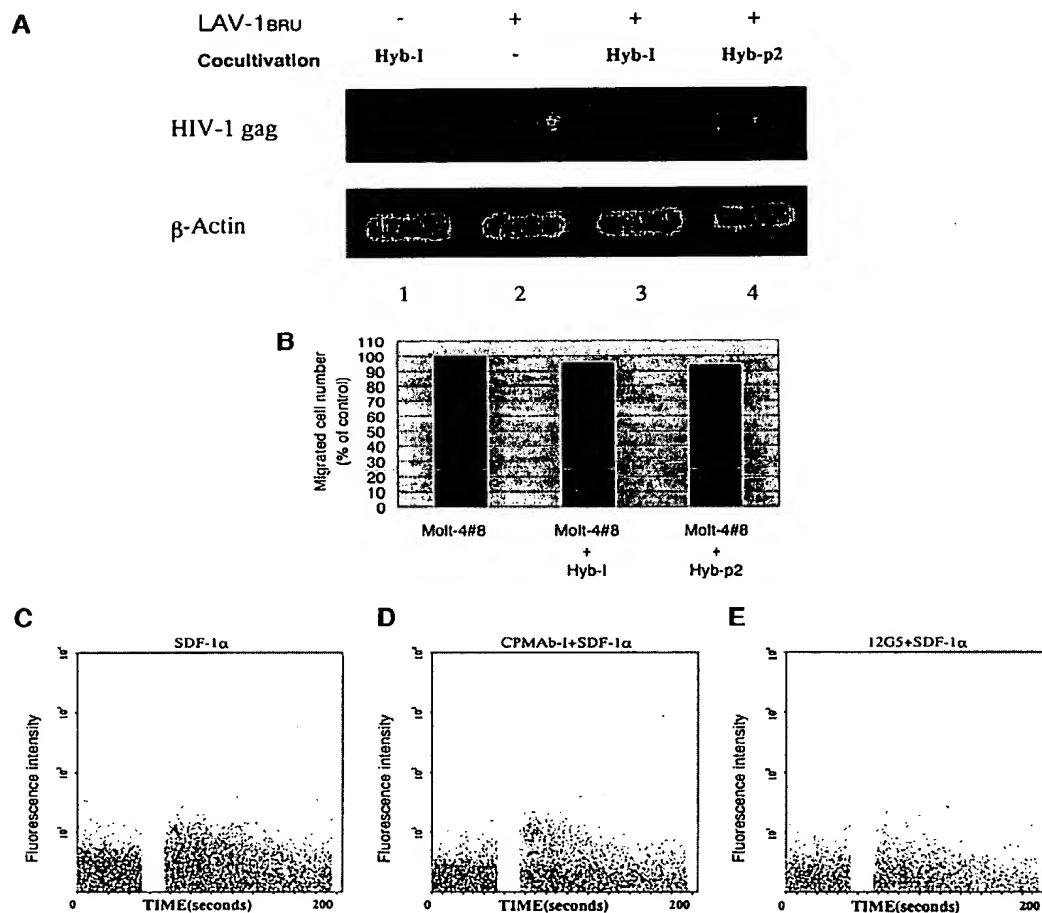 A
LAV-1BRU - + + +
Cocultivation Hyb-I - Hyb-I Hyb-p2
HIV-1 gag
β-Actin
1 2 3 4
B
Migrated cell number
(% of control)
110
100
90
80
70
60
50
40
30
20
10
0
Molt-4#8
Molt-4#8
+
Hyb-I
Molt-4#8
+
Hyb-p2
C
SDF-1α
Fluorescence intensity
0 TIME(seconds) 200
D
CPMAb-I+SDF-1α
Fluorescence intensity
0 TIME(seconds) 200
E
12G5+SDF-1α
Fluorescence intensity
0 TIME(seconds) 200